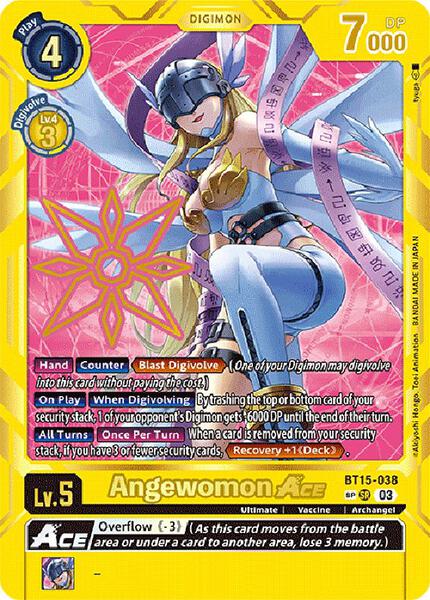 DIGIMON
Play
4
DP
7000
Digivolve
Lv.4
3
Ryuga
©Akiyoshi Hongo, Toei Animation. BANDAI MADE IN JAPAN
Hand Counter Blast Digivolve (One of your Digimon may digivolve
into this card without paying the cost.)
On Play When Digivolving By trashing the top or bottom card of your
security stack, 1 of your opponent's Digimon gets -6000 DP until the end of their turn.
All Turns Once Per Turn When a card is removed from your security
stack, if you have 3 or fewer security cards, Recovery +1《Deck》.
BT15-038
Lv.5
Angewomon ACE
SP SR 03
Ultimate | Vaccine | Archangel
ACE Overflow《-3》(As this card moves from the battle
area or under a card to another area, lose 3 memory.)
-